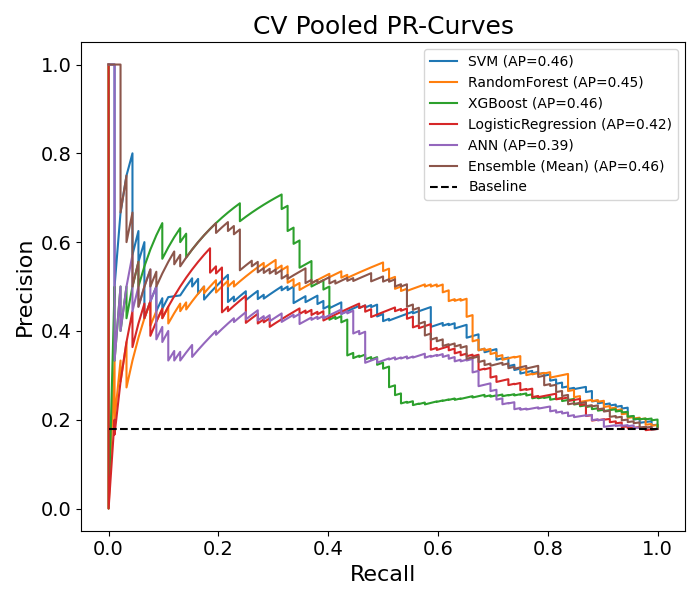 CV Pooled PR-Curves
SVM (AP=0.46)
RandomForest (AP=0.45)
XGBoost (AP=0.46)
LogisticRegression (AP=0.42)
ANN (AP=0.39)
Ensemble (Mean) (AP=0.46)
Baseline
Precision
1.0
0.8
0.6
0.4
0.2
0.0
0.0 0.2 0.4 0.6 0.8 1.0
Recall